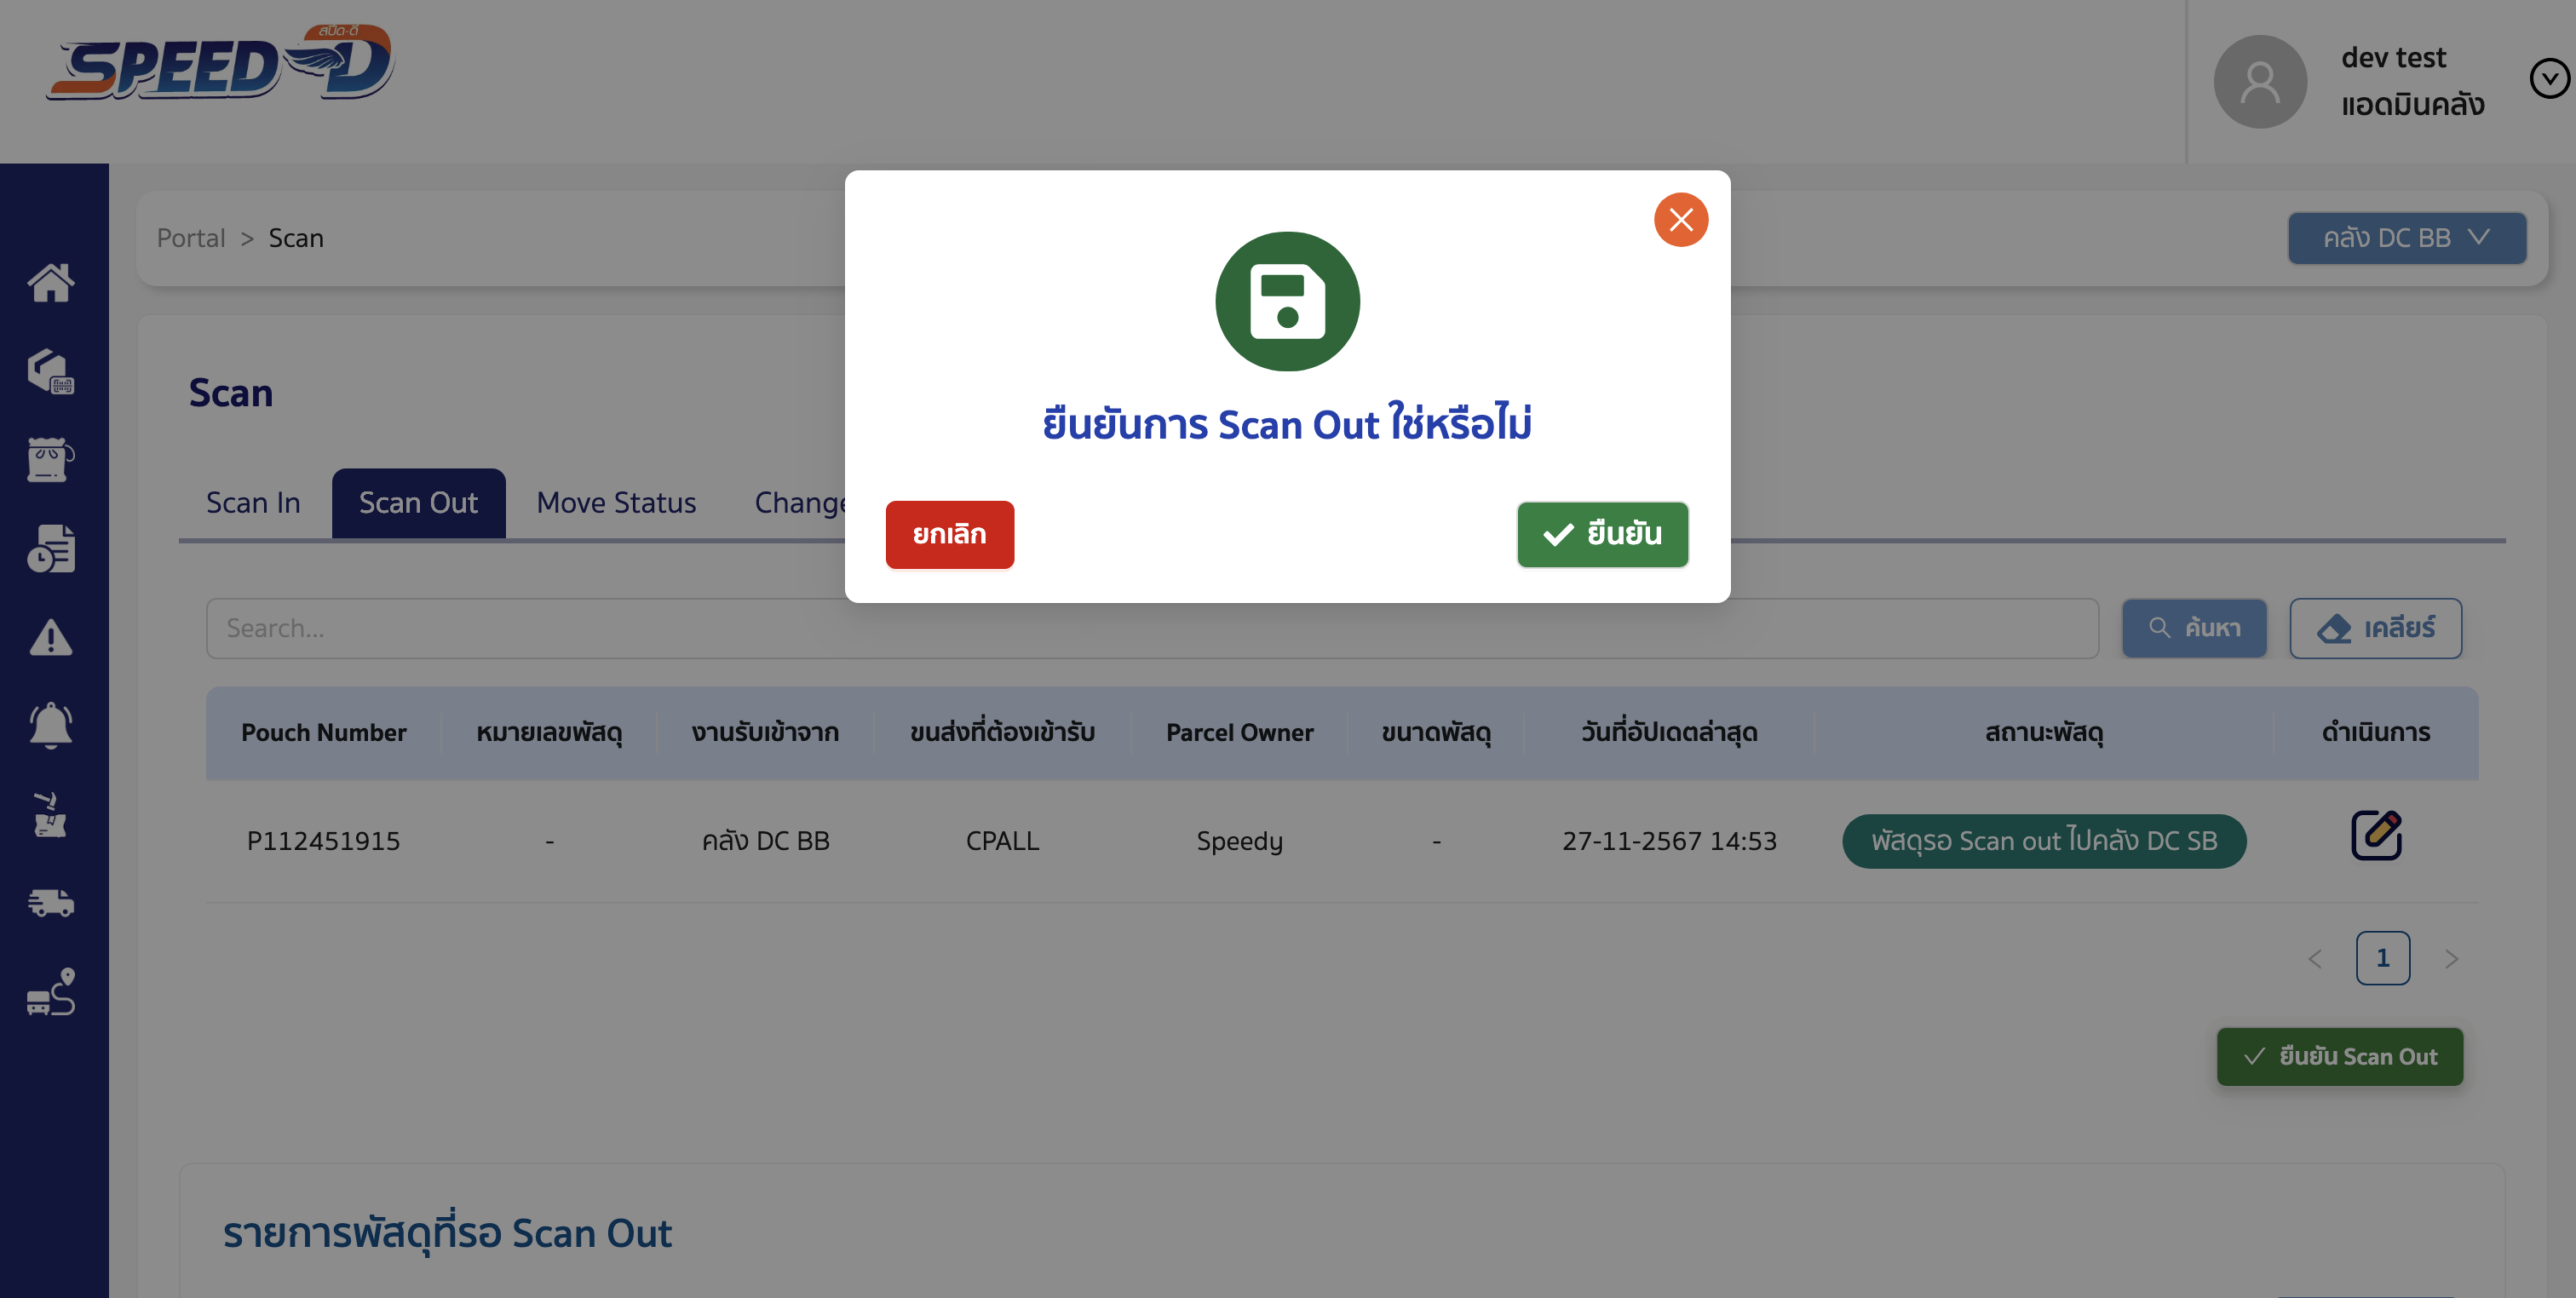 สปีด-ดี
SPEED-D
dev test
แอดมินคลัง
Portal > Scan
คลัง DC BB
Scan
ยืนยันการ Scan Out ใช่หรือไม่
Scan In
Scan Out
Move Status
Change
ยกเลิก
ยืนยัน
Search...
ค้นหา
เคลียร์
Pouch Number หมายเลขพัสดุ งานรับเข้าจาก ขนส่งที่ต้องเข้ารับ Parcel Owner ขนาดพัสดุ วันที่อัปเดตล่าสุด สถานะพัสดุ ดำเนินการ
P112451915 - คลัง DC BB CPALL Speedy - 27-11-2567 14:53 พัสดุรอ Scan out ไปคลัง DC SB
< 1 >
ยืนยัน Scan Out
รายการพัสดุที่รอ Scan Out